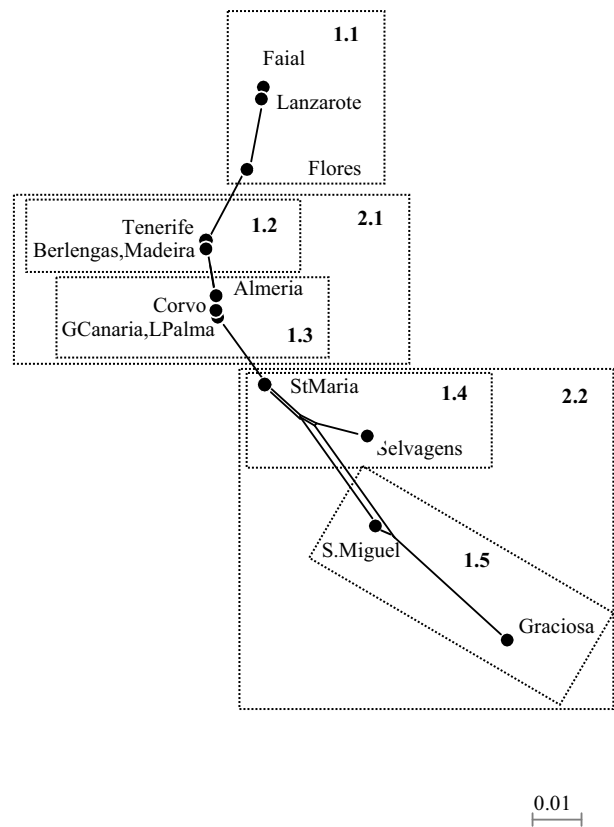 1.1
Faial
Lanzarote
Flores
2.1
1.2
Tenerife
Berlengas,Madeira
Almeria
Corvo
GCanaria,LPalma
1.3
StMaria
1.4
2.2
Selvagens
S.Miguel
1.5
Graciosa
0.01